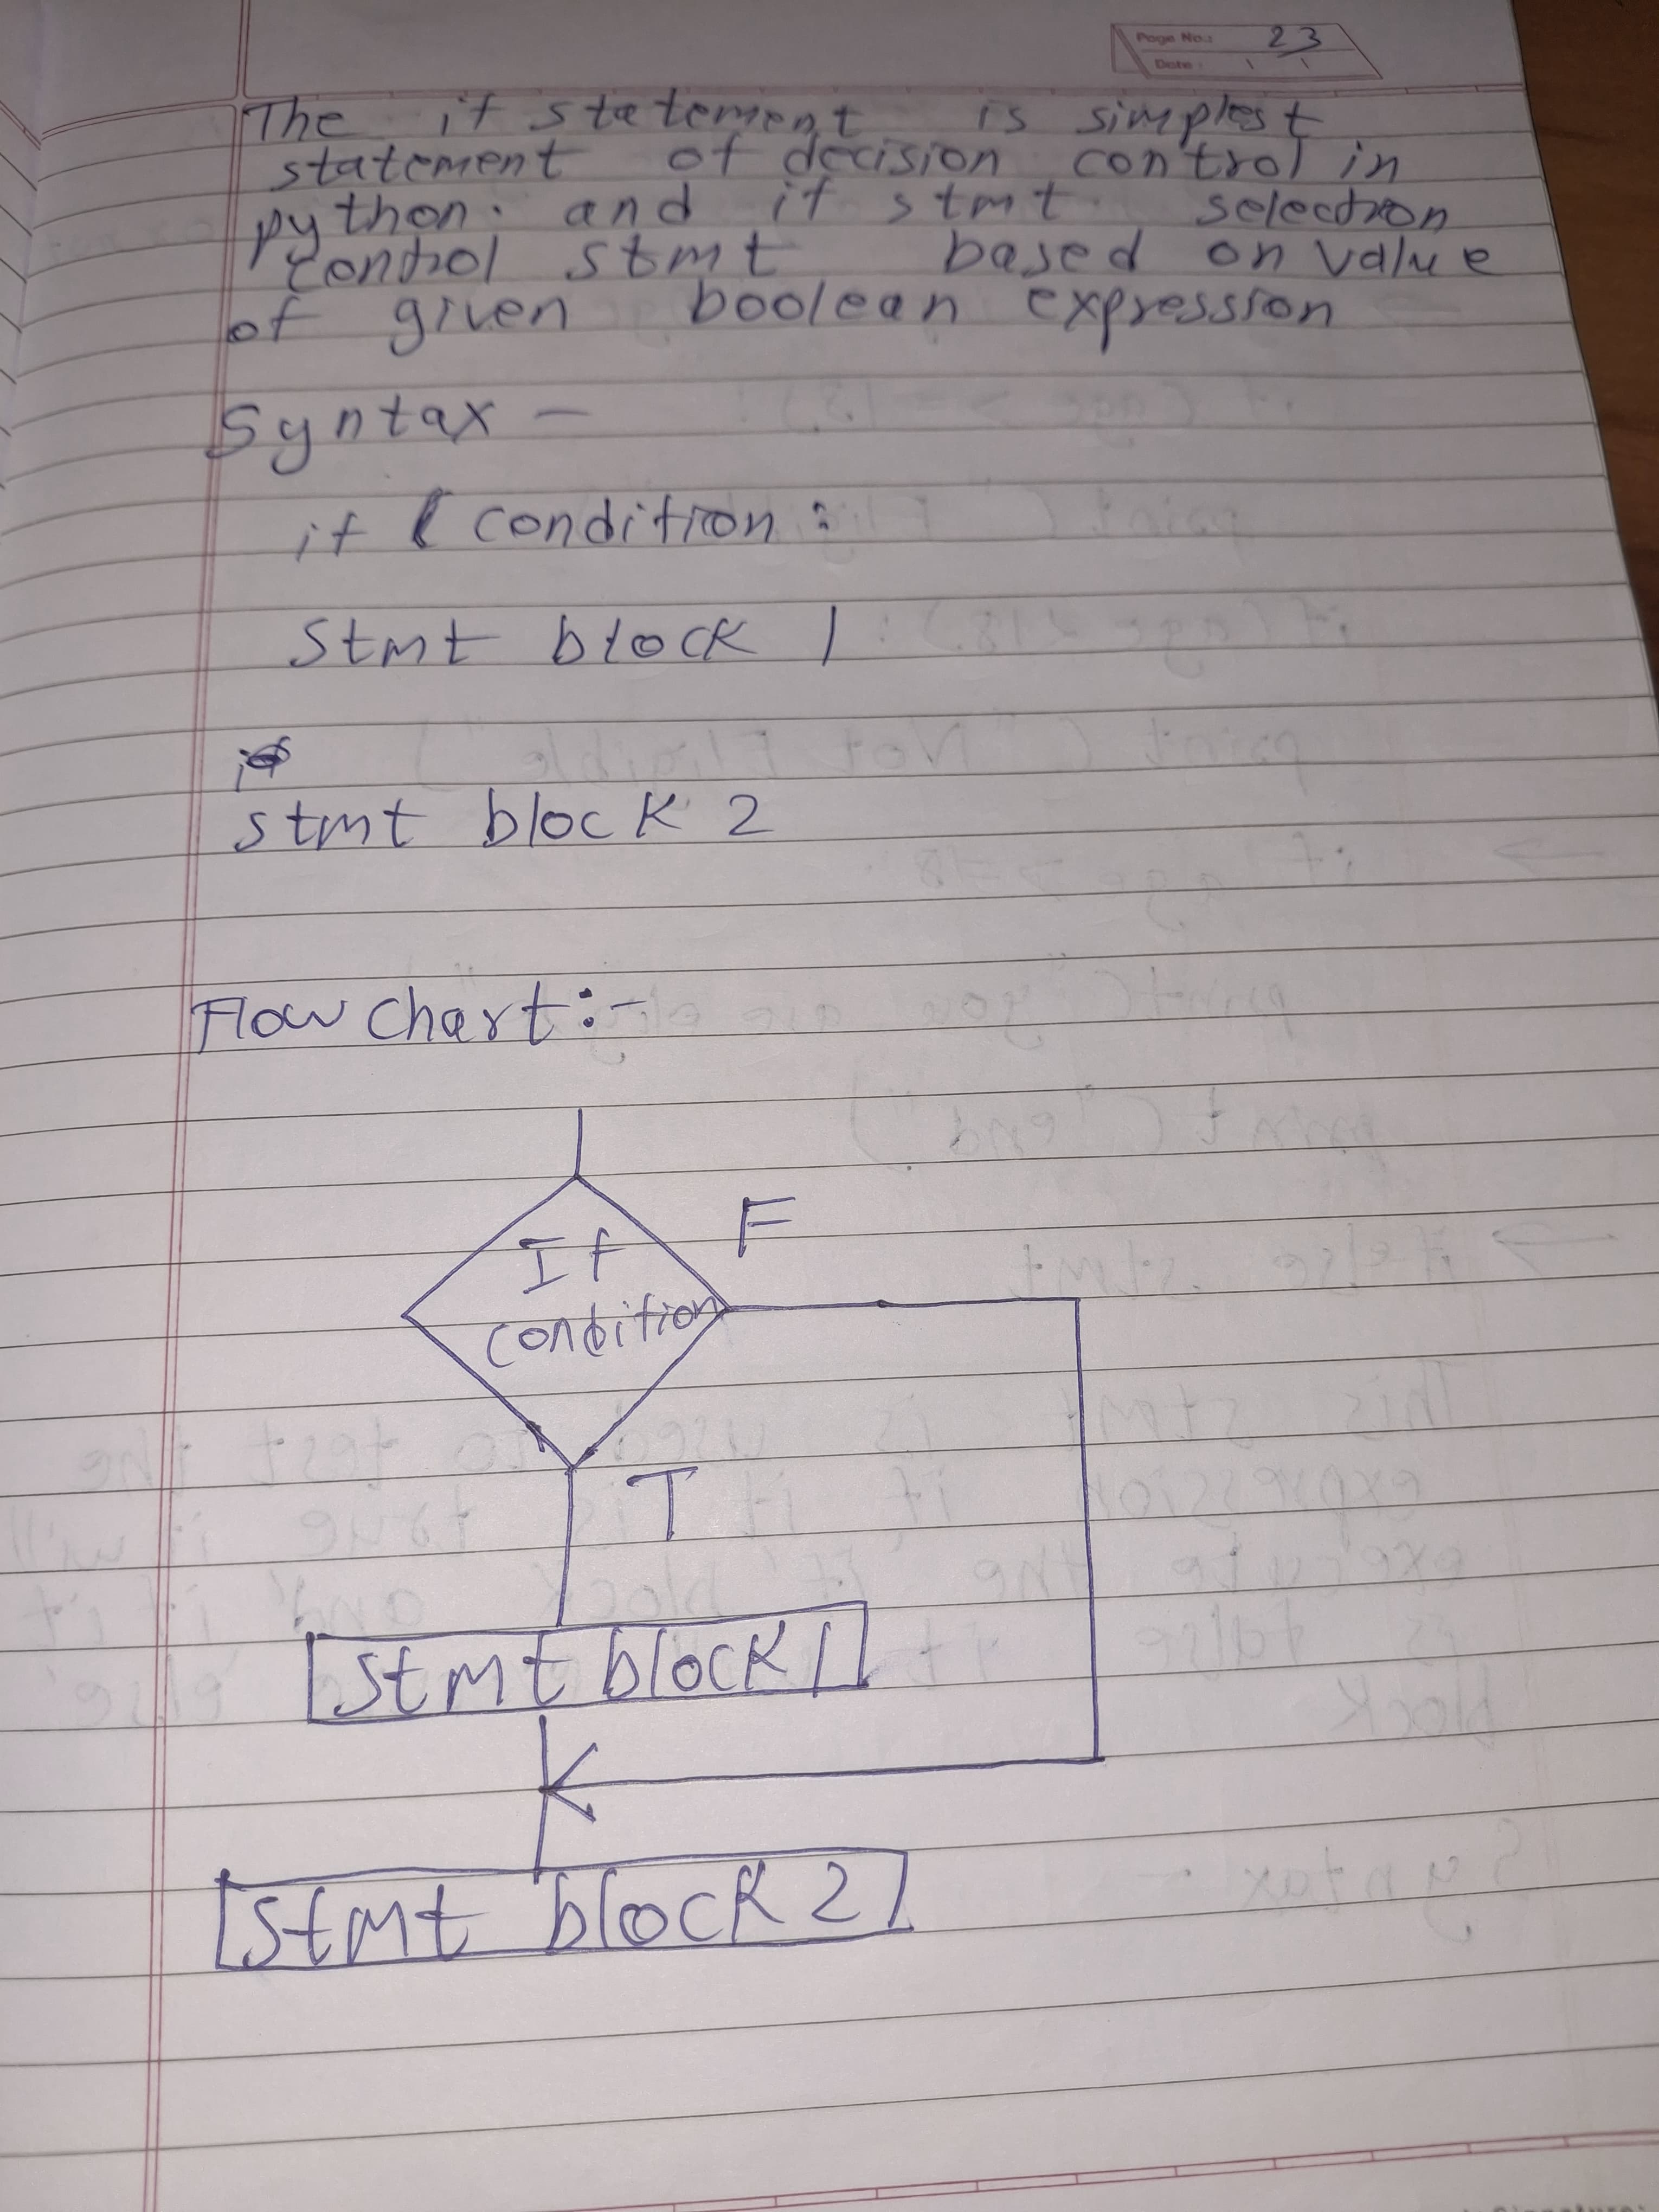 Page No.: 23
Date: \ \
The if statement is simplest
statement of decision control in
python. and if stmt selection
control stmt based on value
of given boolean expression
Syntax -
if ( condition :
Stmt block 1
stmt block 2
Flow chart :-
If
condition
F
T
Stmt block 1
Stmt block 2